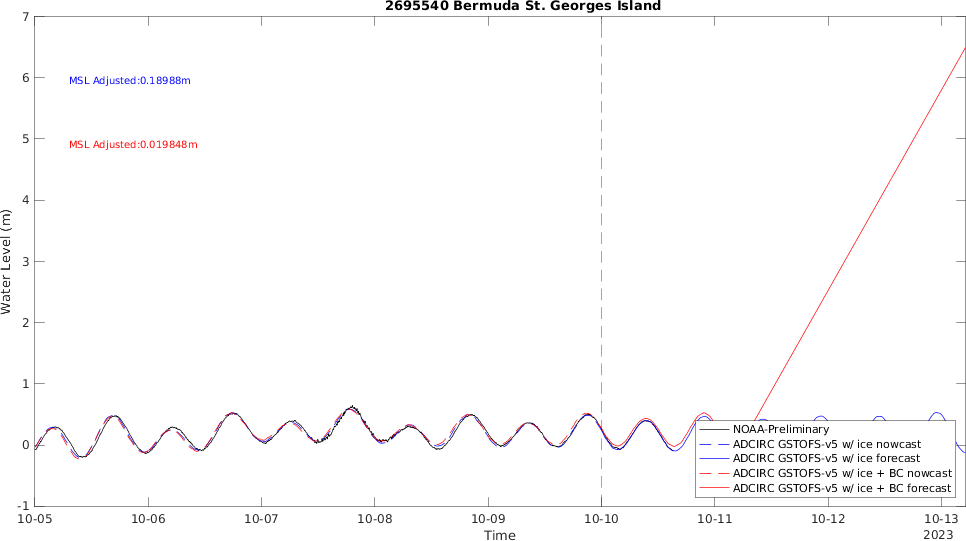 2695540 Bermuda St. Georges Island
7
6
5
4
3
2
1
0
-1
Water Level (m)
MSL Adjusted:0.18988m
MSL Adjusted:0.019848m
NOAA-Preliminary
ADCIRC GSTOFS-v5 w/ ice nowcast
ADCIRC GSTOFS-v5 w/ ice forecast
ADCIRC GSTOFS-v5 w/ ice + BC nowcast
ADCIRC GSTOFS-v5 w/ ice + BC forecast
10-05 10-06 10-07 10-08 10-09 10-10 10-11 10-12 10-13
2023
Time